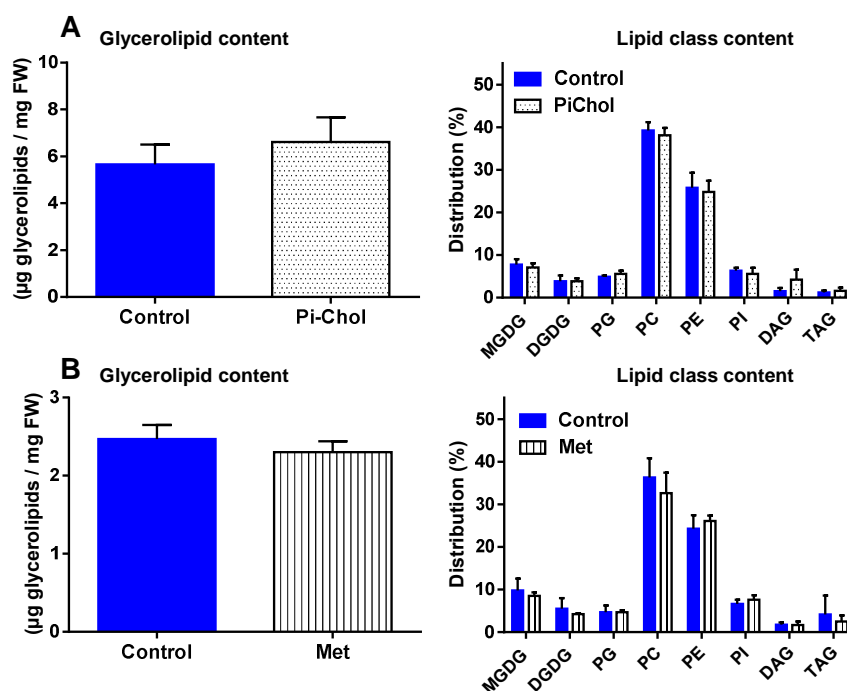 A
Glycerolipid content
(µg glycerolipids / mg FW)
10
8
6
4
2
0
Control
Pi-Chol
Lipid class content
Control
PiChol
Distribution (%)
50
40
30
20
10
0
MGDG
DGDG
PG
PC
PE
PI
DAG
TAG
B
Glycerolipid content
(µg glycerolipids / mg FW)
3
2
1
0
Control
Met
Lipid class content
Control
Met
Distribution (%)
50
40
30
20
10
0
MGDG
DGDG
PG
PC
PE
PI
DAG
TAG